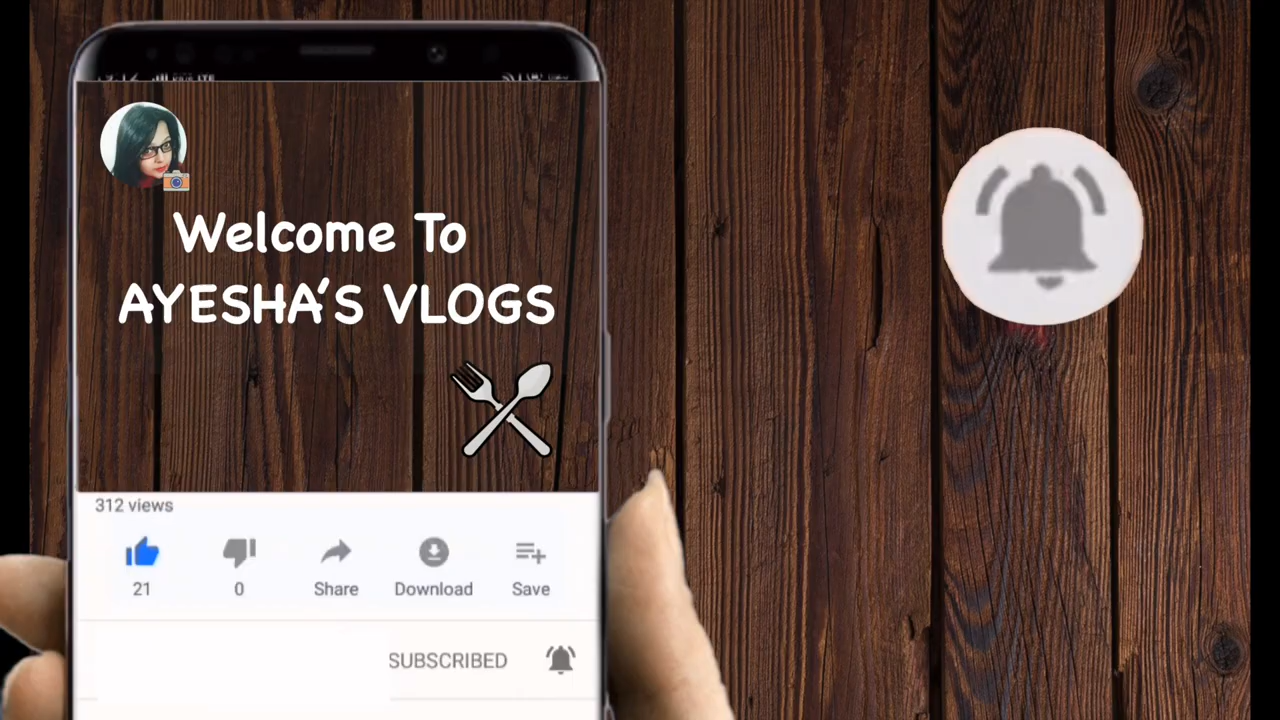 Welcome To
AYESHA'S VLOGS
312 views
21
0
Share
Download
Save
SUBSCRIBED